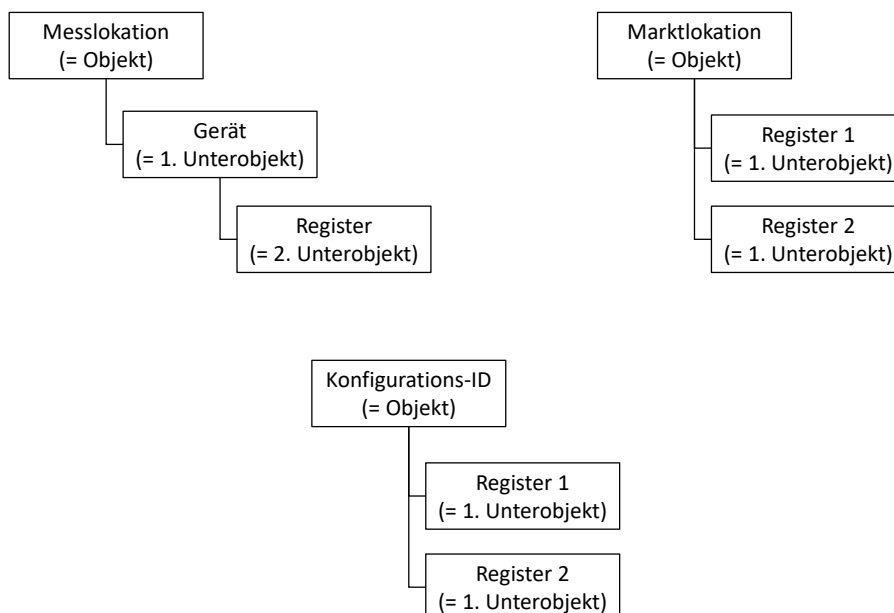 Messlokation
(= Objekt)
Gerät
(= 1. Unterobjekt)
Register
(= 2. Unterobjekt)
Marktlokation
(= Objekt)
Register 1
(= 1. Unterobjekt)
Register 2
(= 1. Unterobjekt)
Konfigurations-ID
(= Objekt)
Register 1
(= 1. Unterobjekt)
Register 2
(= 1. Unterobjekt)